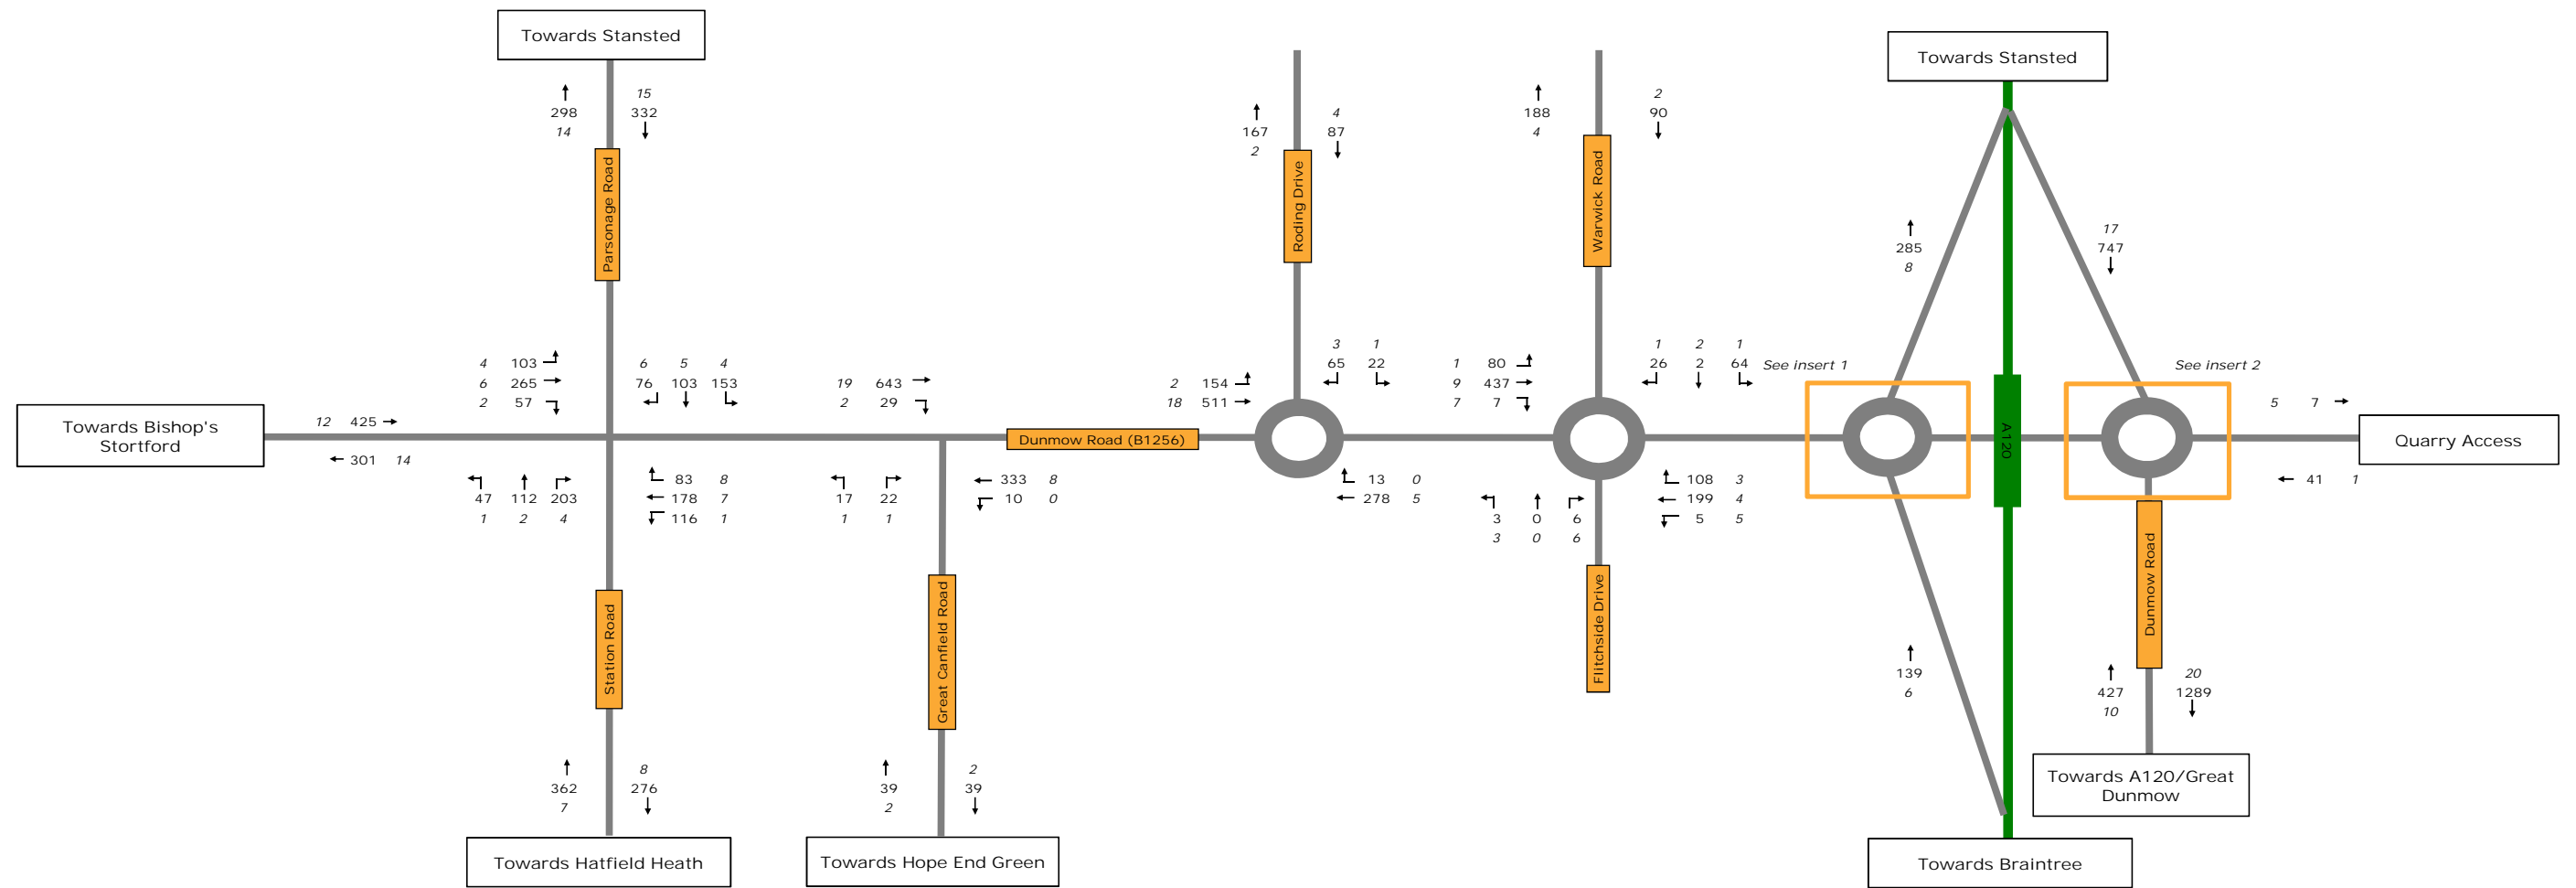 Towards Stansted
Towards Stansted
15
298 332
14
4
167 87
2
2
188 90
4
Parsonage Road
Roding Drive
Warwick Road
285
8
17
747
4 103
6 265
2 57
6 5 4
76 103 153
19 643
2 29
2 154
18 511
3 1
65 22
1 80
9 437
7 7
1 2 1
26 2 64
See insert 1
See insert 2
Towards Bishop's
Stortford
12 425
301 14
Dunmow Road (B1256)
A120
5 7
Quarry Access
41 1
47 112 203
1 2 4
83 8
178 7
116 1
17 22
1 1
333 8
10 0
13 0
278 5
3 0 6
3 0 6
108 3
199 4
5 5
Station Road
Great Canfield Road
Flitchside Drive
Dunmow Road
139
6
20
427 1289
10
8
362 276
7
2
39 39
2
Towards A120/Great
Dunmow
Towards Hatfield Heath
Towards Hope End Green
Towards Braintree